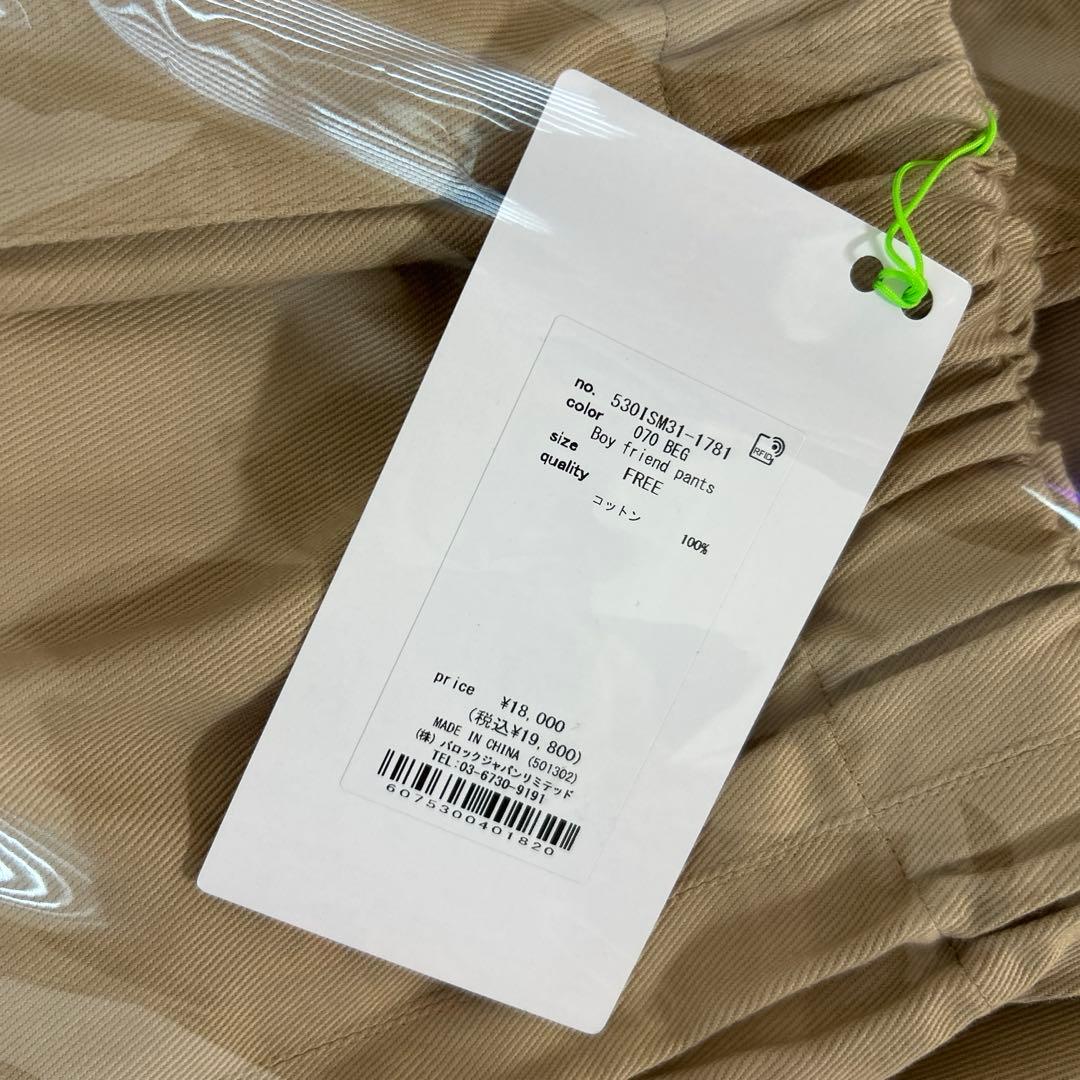 no. 530ISM31-1781
color 070 BEG
Boy friend pants
size FREE
quality
コットン
100%
RFID
price ¥18,000
(税込¥19,800)
MADE IN CHINA (501302)
(株) バロックジャパンリミテッド
TEL:03-6730-9191
6075300401820